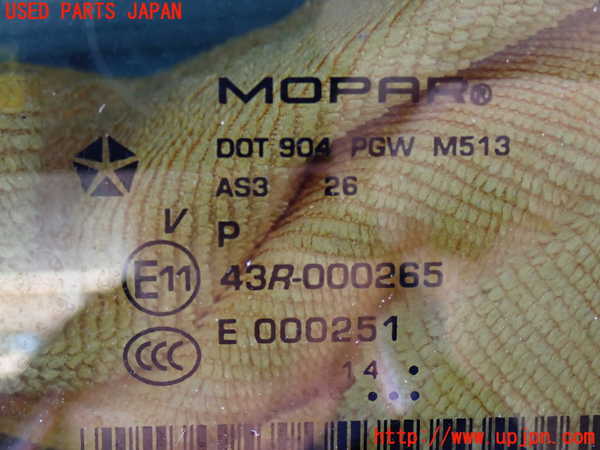 USED PARTS JAPAN
MOPAR®
DOT 904 PGW M513
AS3 26
V P
E11 43R-000265
CCC E 000251
14
http://www.upjpn.com